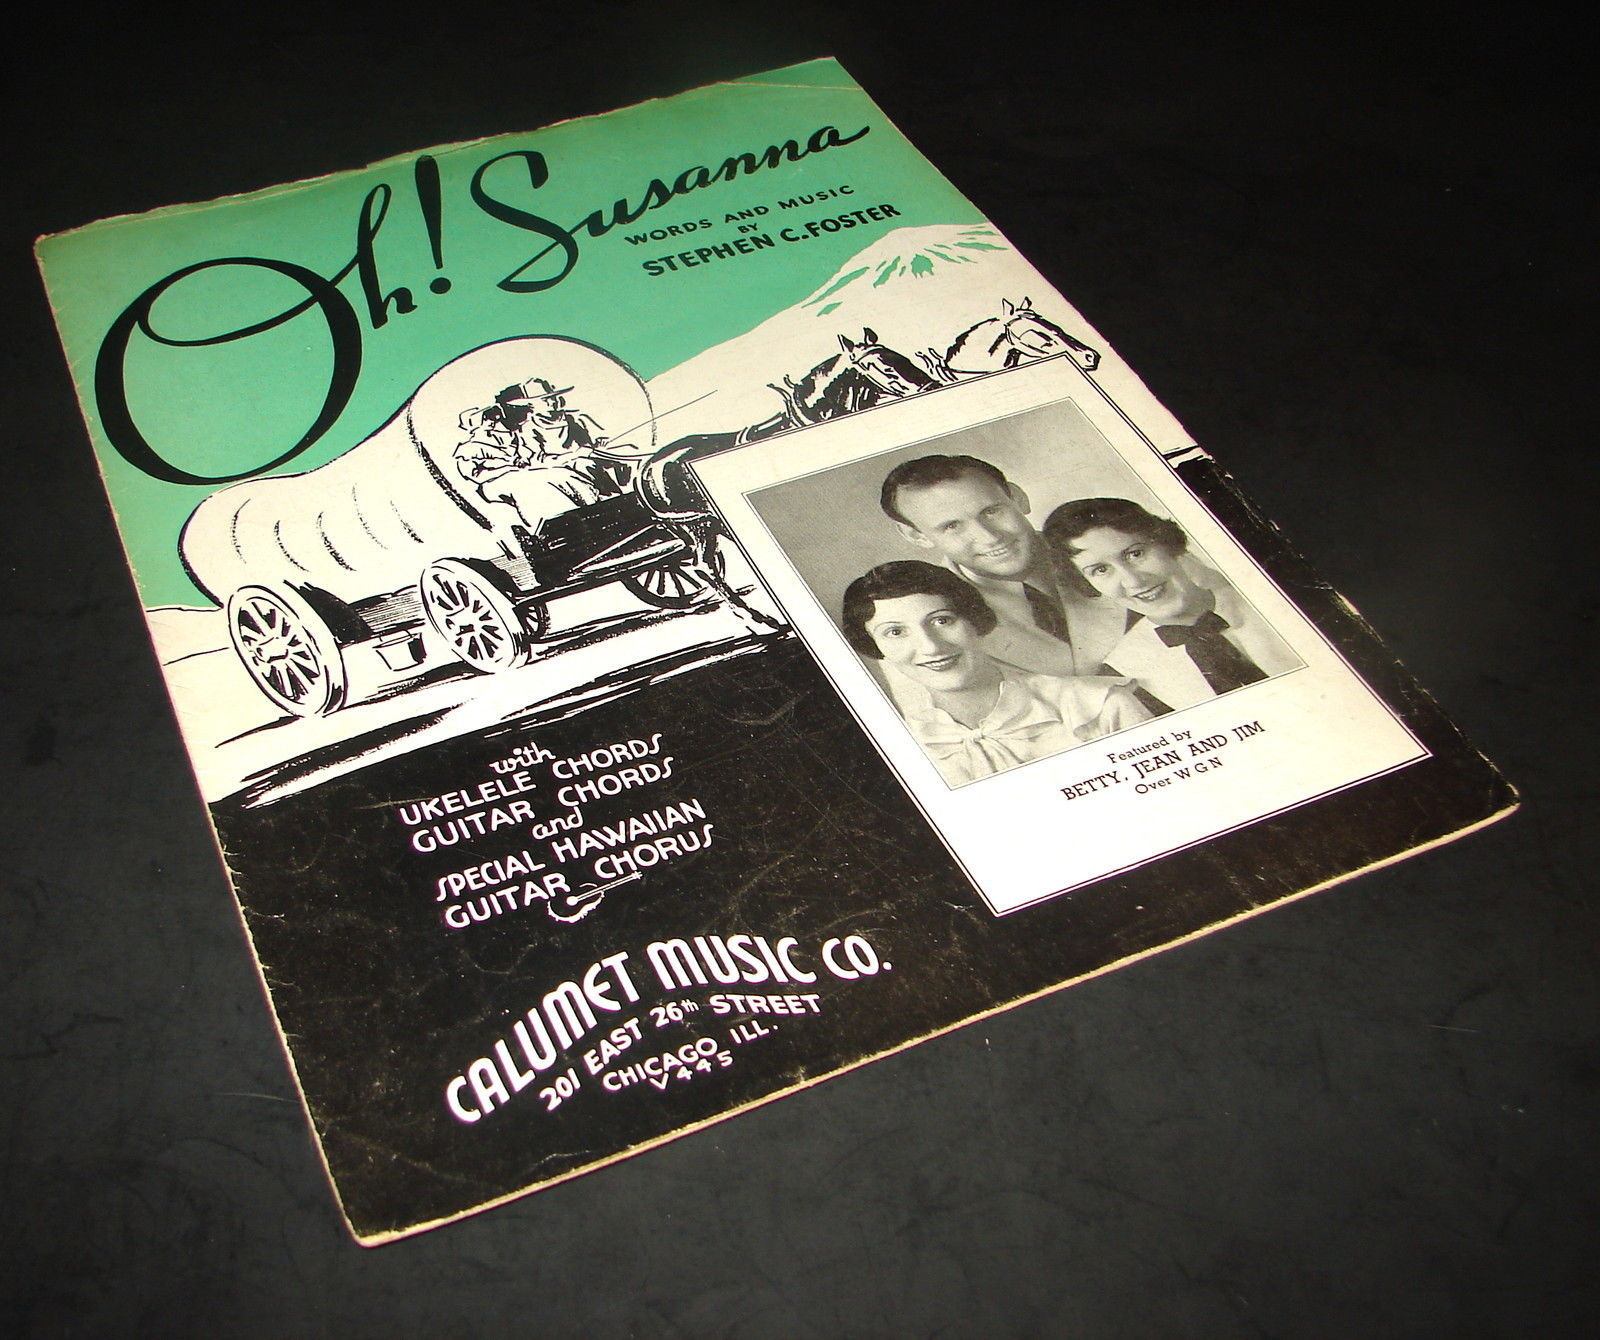 Oh! Susanna
WORDS AND MUSIC
BY
STEPHEN C. FOSTER
Featured by
BETTY, JEAN AND JIM
Over W G N
with
UKELELE CHORDS
GUITAR CHORDS
and
SPECIAL HAWAIIAN
GUITAR CHORUS
CALUMET MUSIC CO.
201 EAST 26th STREET
CHICAGO ILL.
V445